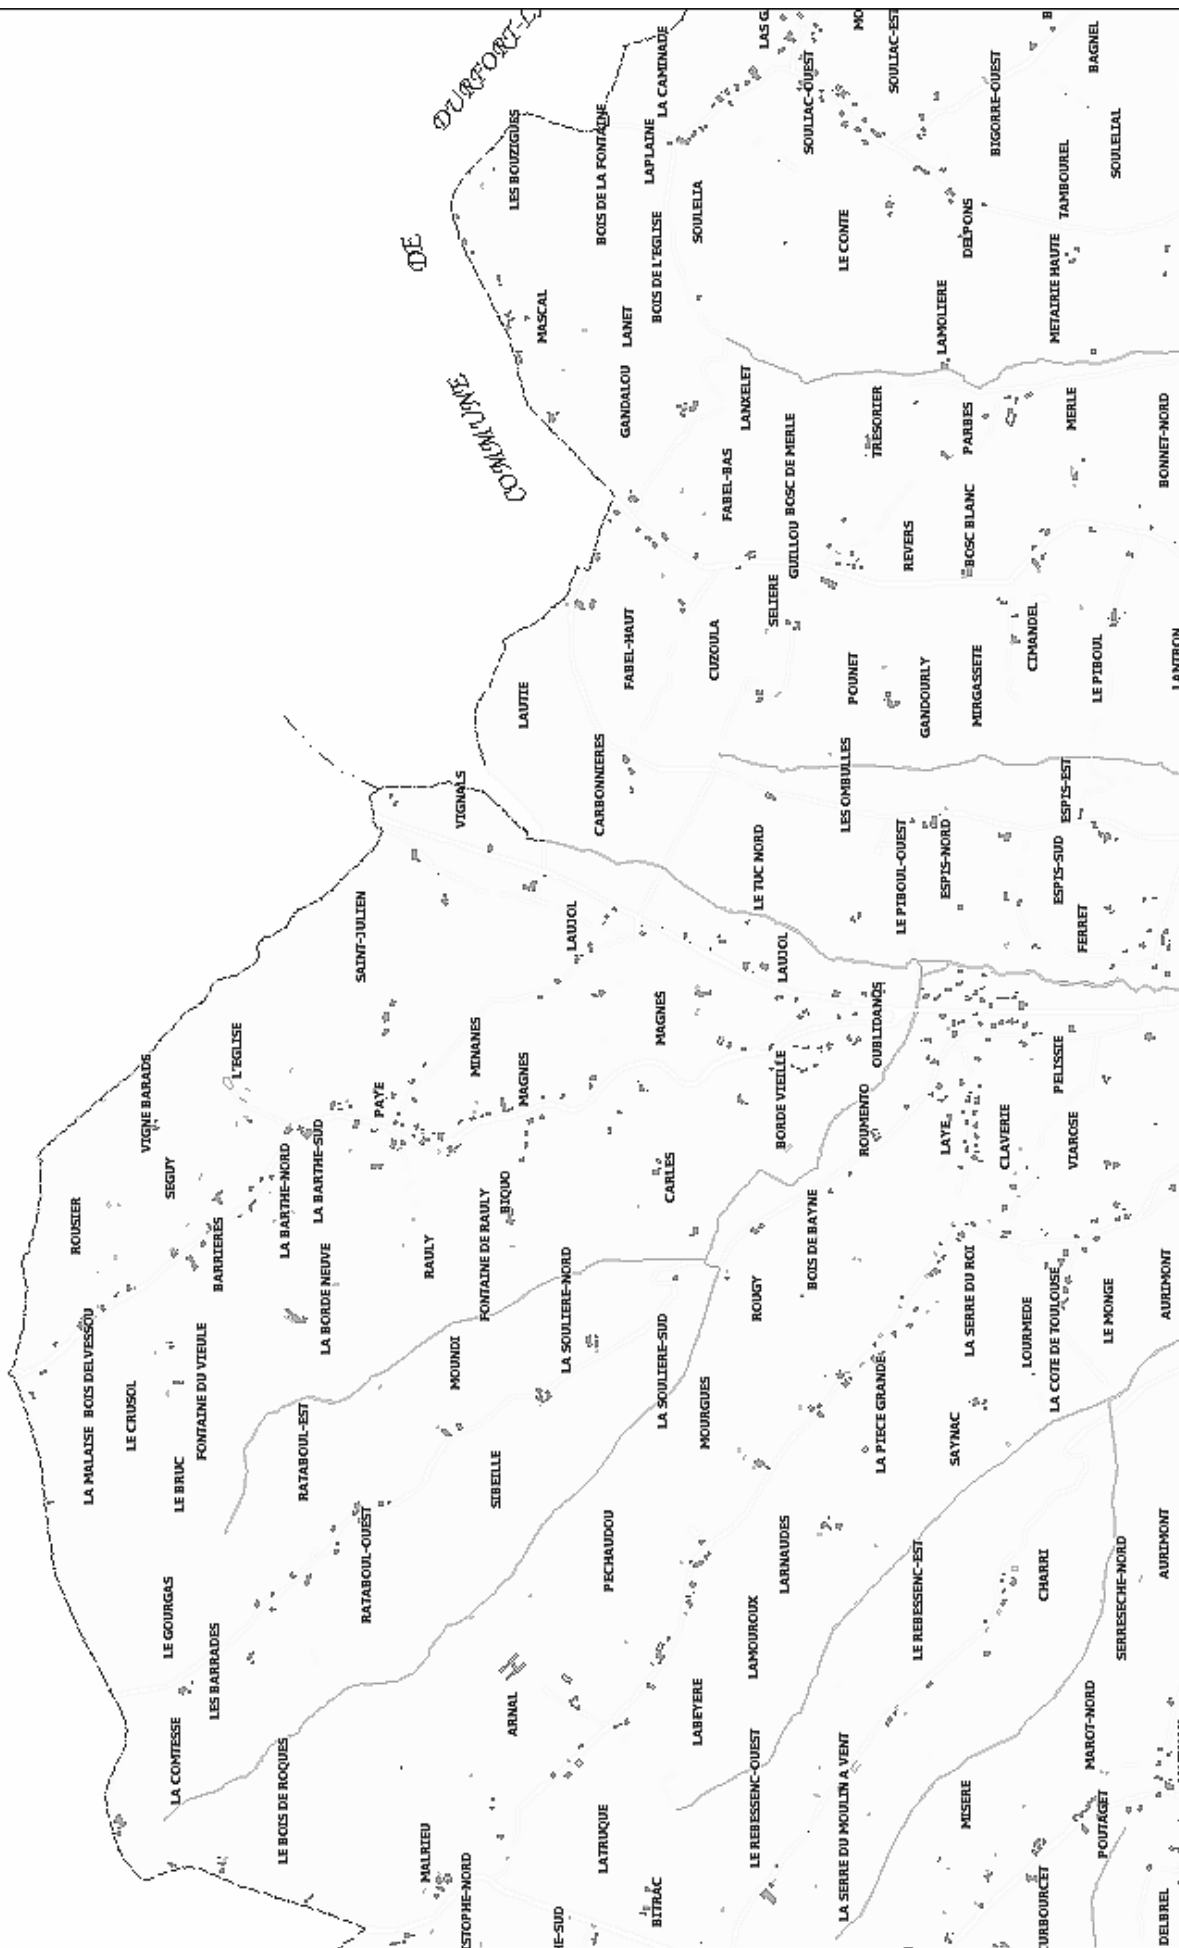 COMMUNE
DE
DURFORT-L
LES BOUZIGUES
BOIS DE LA FONTAINE
LA CAMINADE
LAPLAINE
LAS G
SOULIAC-OUEST
MO
SOULIAC-EST
BIGORRE-OUEST
B
BAGNEL
SOULELIAL
TAMBOUREL
MASCAL
LANET
BOIS DE L'EGLISE
SOULELIA
LE CONTE
DELPONS
LAMOLIERE
METAIRIE HAUTE
GANDALOU
LANXELET
FABEL-BAS
BOSC DE MERLE
GUILLOU
TRESORIER
PARBES
MERLE
BONNET-NORD
REVERS
BOSC BLANC
SELIERE
CUZOULA
FABEL-HAUT
LAUTIE
POUNET
GANDOURLY
MIRGASSETE
CIMANDEL
LE PIBOUL
LANTRON
VIGNALS
CARBONNIERES
LES OMBULLES
LE TUC NORD
LE PIBOUL-OUEST
ESPIS-NORD
ESPIS-EST
ESPIS-SUD
FERRET
SAINT-JULIEN
LAUJOL
LAUJOL
MAGNES
OUBLIDANOS
L'EGLISE
VIGNE BARADS
PAYE
MINANES
MAGNES
BORDE VIEILLE
ROUMENTO
LAYE
CLAVERIE
PELISSIE
VIAROSE
ROUSIER
SEGUY
BARRIERES
LA BARTHE-NORD
LA BARTHE-SUD
LA BORDE NEUVE
RAULY
FONTAINE DE RAULY
BIQUO
CARLES
LA SOULIERE-NORD
LA SOULIERE-SUD
ROUGY
BOIS DE BAYNE
LA SERRE DU ROI
LOURMEDE
LA COTE DE TOULOUSE
LE MONGE
AURIMONT
LA MALAISE
BOIS DELVESSOU
LE CRUSOL
FONTAINE DU VIEULE
LE BRUC
RATABOUL-EST
MOUNDI
SIBEILLE
MOURGUES
LA PIECE GRANDE
SAYNAC
RATABOUL-OUEST
PECHAUDOU
LARNAUDES
LE REBESSENC-EST
CHARRI
SERRESECHE-NORD
AURIMONT
LE GOURGAS
LES BARRADES
LA COMTESSE
LE BOIS DE ROQUES
ARNAL
LAMOUROUX
LABEYERE
LE REBESSENC-OUEST
LA SERRE DU MOULIN A VENT
MISERE
MAROT-NORD
POUTAGET
MALRIEU
STOPHE-NORD
LATRUQUE
BITRAC
E-SUD
TURBOURCET
DELBREL